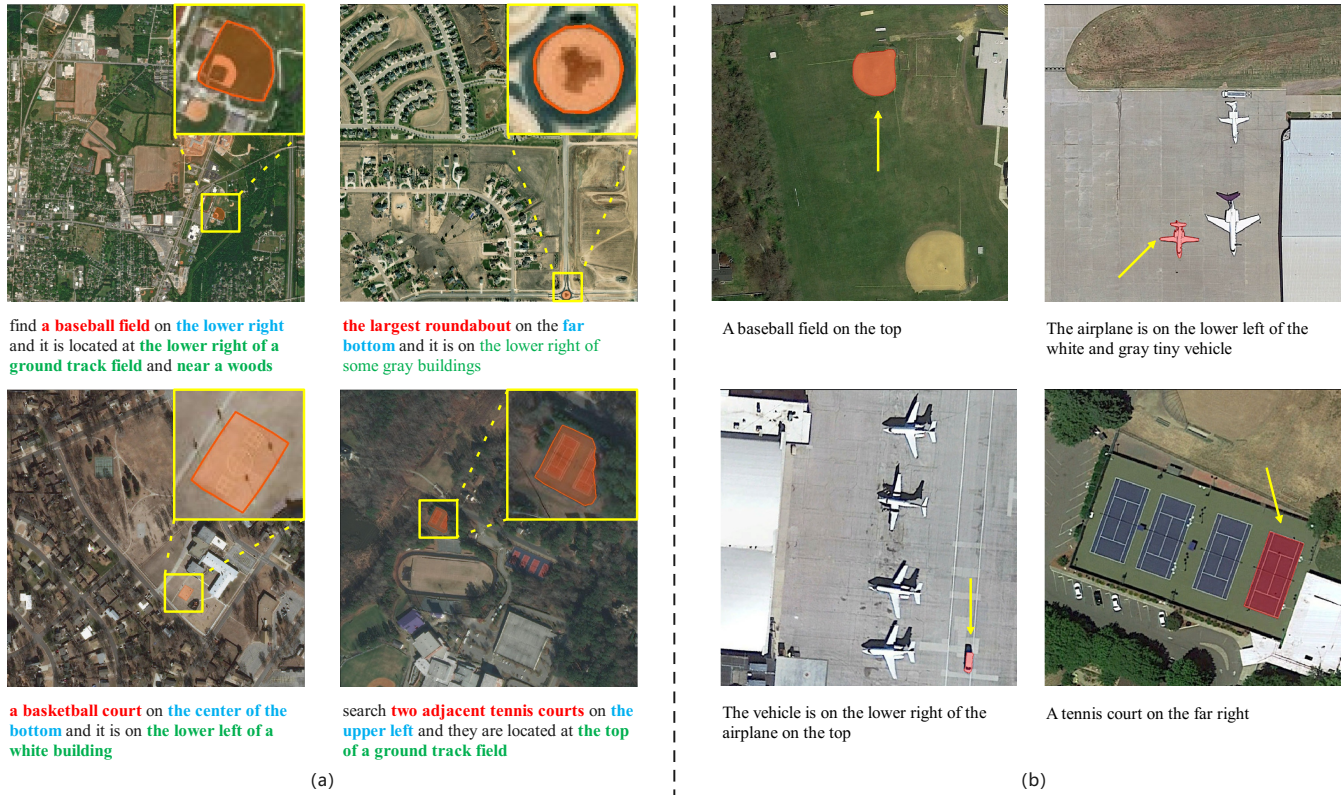 find a baseball field on the lower right
and it is located at the lower right of a
ground track field and near a woods
the largest roundabout on the far
bottom and it is on the lower right of
some gray buildings
a basketball court on the center of the
bottom and it is on the lower left of a
white building
search two adjacent tennis courts on the
upper left and they are located at the top
of a ground track field
(a)
A baseball field on the top
The airplane is on the lower left of the
white and gray tiny vehicle
The vehicle is on the lower right of the
airplane on the top
A tennis court on the far right
(b)